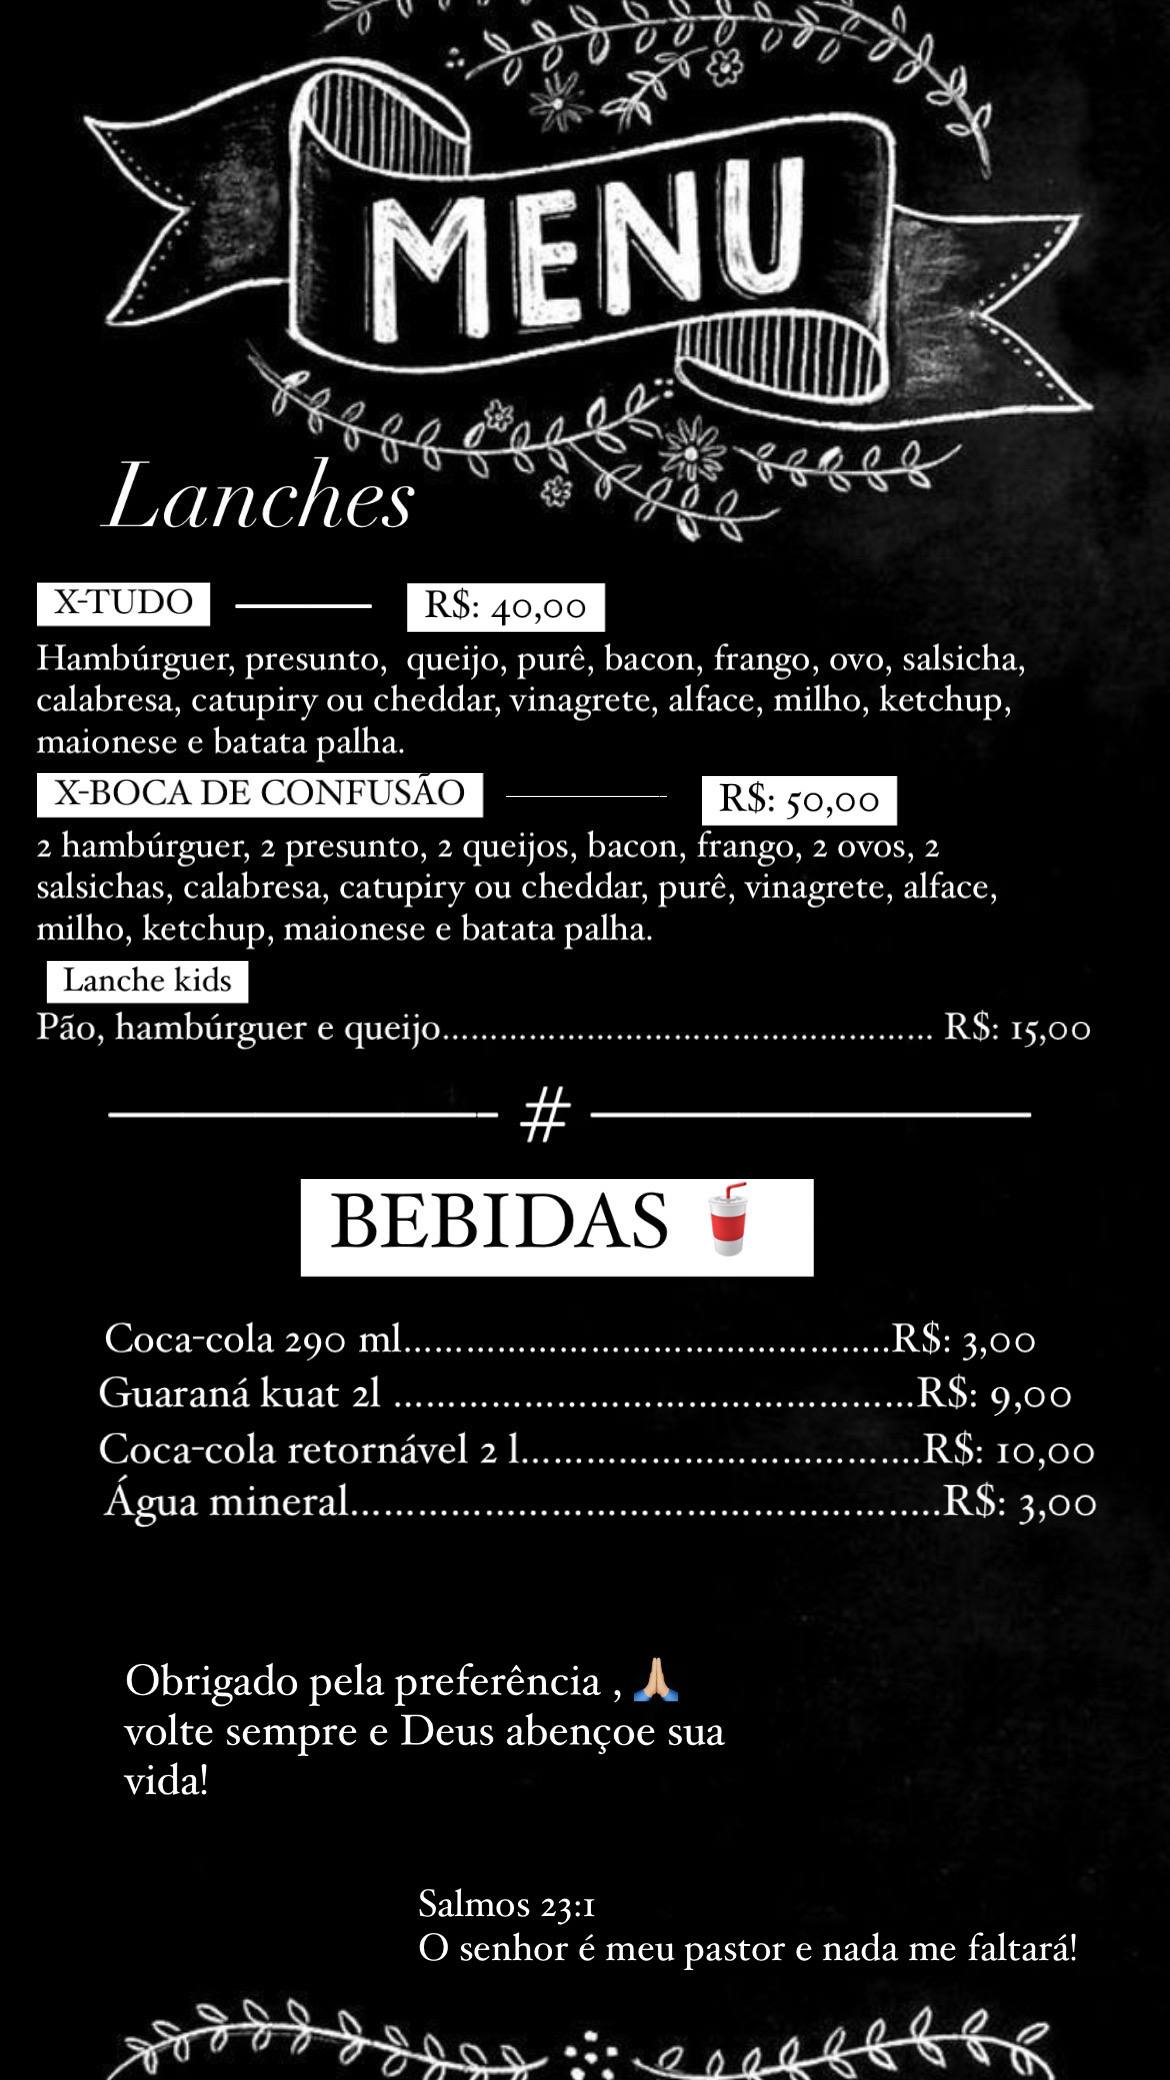 MENU
Lanches
X-TUDO ———— R$: 40,00
Hambúrguer, presunto,  queijo, purê, bacon, frango, ovo, salsicha,
calabresa, catupiry ou cheddar, vinagrete, alface, milho, ketchup,
maionese e batata palha.
X-BOCA DE CONFUSÃO ———— R$: 50,00
2 hambúrguer, 2 presunto, 2 queijos, bacon, frango, 2 ovos, 2
salsichas, calabresa, catupiry ou cheddar, purê, vinagrete, alface,
milho, ketchup, maionese e batata palha.
Lanche kids
Pão, hambúrguer e queijo................................................... R$: 15,00
#
BEBIDAS 🥤
Coca-cola 290 ml...............................................R$: 3,00
Guaraná kuat 2l ...................................................R$: 9,00
Coca-cola retornável 2 l.......................................R$: 10,00
Água mineral.........................................................R$: 3,00
Obrigado pela preferência , 🙏🏼
volte sempre e Deus abençoe sua
vida!
Salmos 23:1
O senhor é meu pastor e nada me faltará!